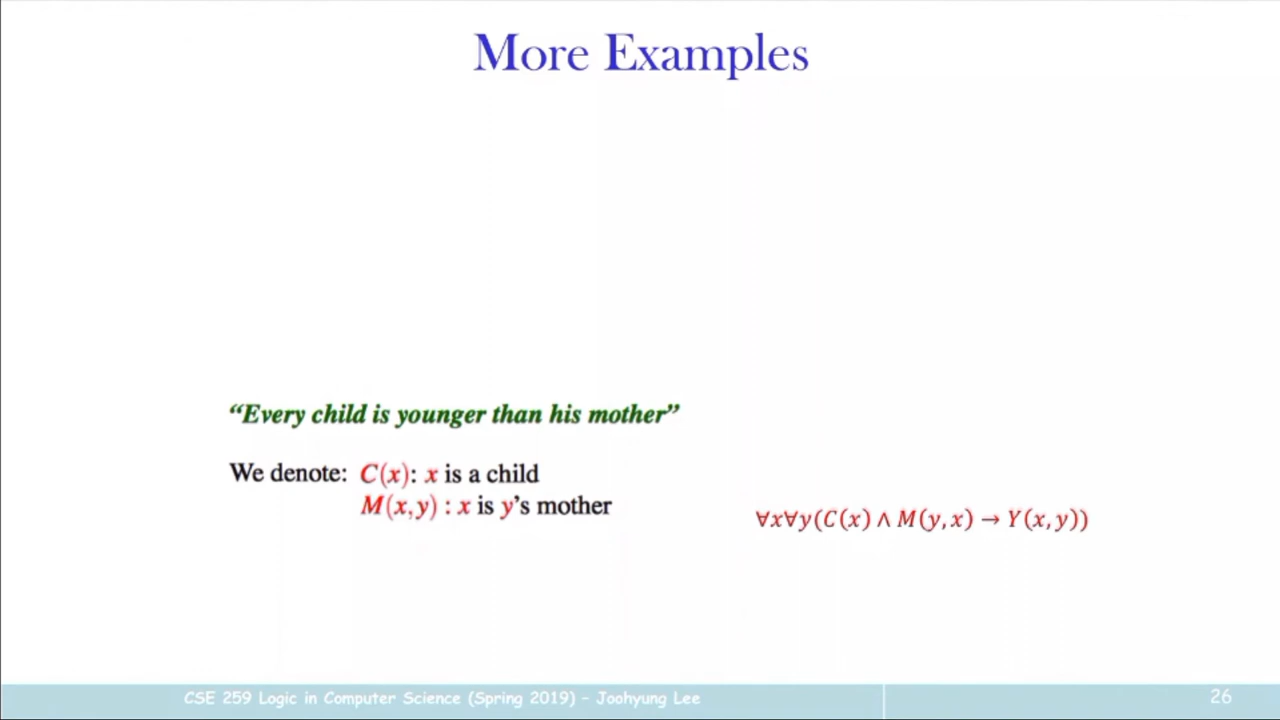 More Examples
“Every child is younger than his mother”
We denote: C(x): x is a child
M(x,y) : x is y’s mother
∀x∀y(C(x) ∧ M(y,x) → Y(x,y))
CSE 259 Logic in Computer Science (Spring 2019) – Joohyung Lee
26